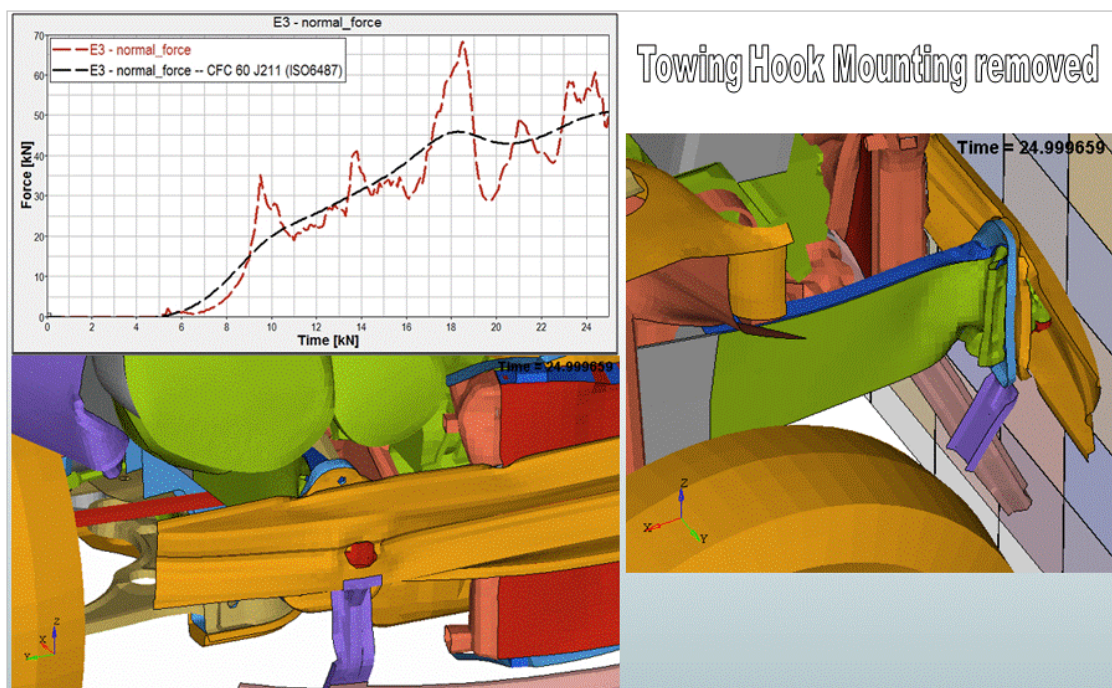 E3 - normal_force
E3 - normal_force
E3 - normal_force -- CFC 60 J211 (ISO6487)
70
60
50
40
30
20
10
0
Force [kN]
0 2 4 6 8 10 12 14 16 18 20 22 24
Time [kN]
Towing Hook Mounting removed
Time = 24.999659
Z
X
Y
Time = 24.999659
Z
X
Y